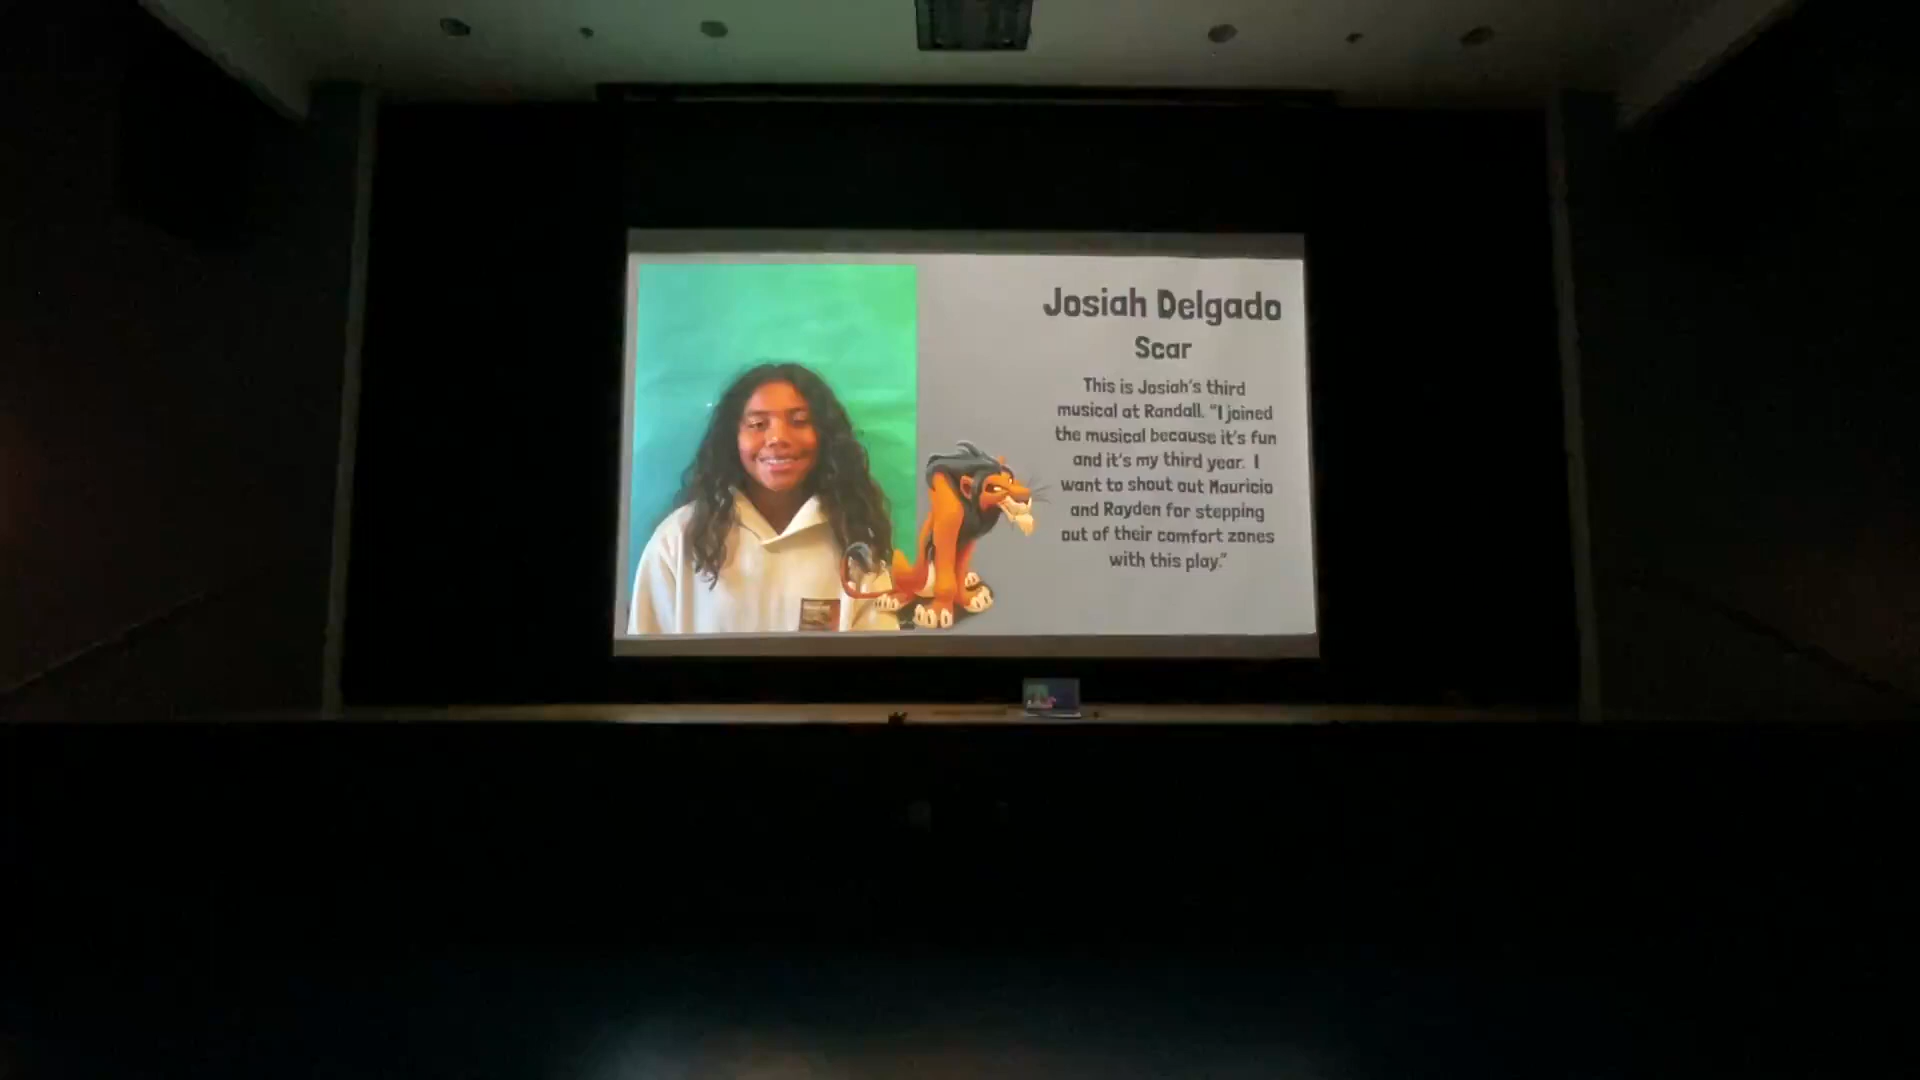 Josiah Delgado
Scar
This is Josiah's third
musical at Randall. "I joined
the musical because it's fun
and it's my third year. I
want to shout out Mauricio
and Rayden for stepping
out of their comfort zones
with this play."